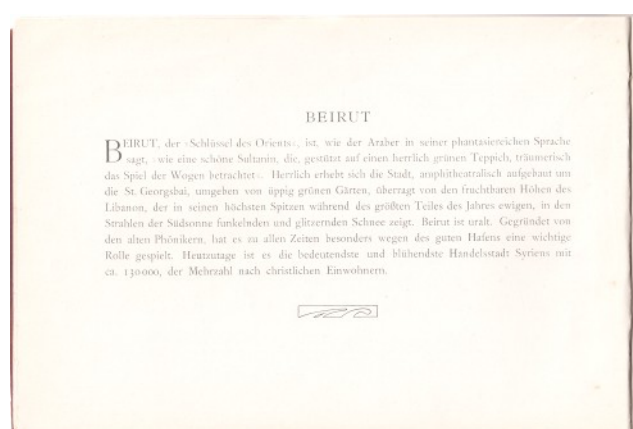 BEIRUT
BEIRUT, der »Schlüssel des Orients«, ist, wie der Araber in seiner phantasiereichen Sprache
sagt, »wie eine schöne Sultanin, die, gestützt auf einen herrlich grünen Teppich, träumerisch
das Spiel der Wogen betrachtet«. Herrlich erhebt sich die Stadt, amphitheatralisch aufgebaut um
die St. Georgsbai, umgeben von üppig grünen Gärten, überragt von den fruchtbaren Höhen des
Libanon, der in seinen höchsten Spitzen während des größten Teiles des Jahres ewigen, in den
Strahlen der Südsonne funkelnden und glitzernden Schnee zeigt. Beirut ist uralt. Gegründet von
den alten Phönikern, hat es zu allen Zeiten besonders wegen des guten Hafens eine wichtige
Rolle gespielt. Heutzutage ist es die bedeutendste und blühendste Handelsstadt Syriens mit
ca. 130000, der Mehrzahl nach christlichen Einwohnern.